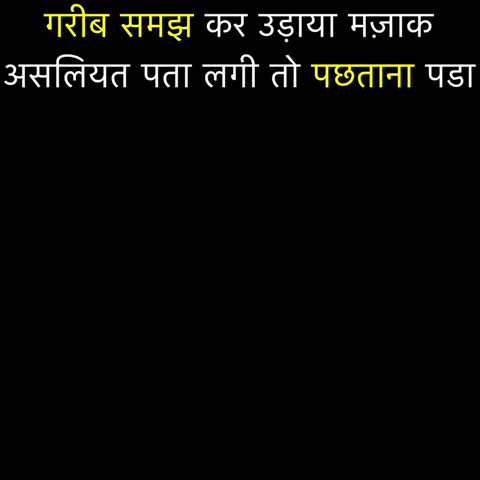 गरीब समझ कर उड़ाया मज़ाक
असलियत पता लगी तो पछताना पडा